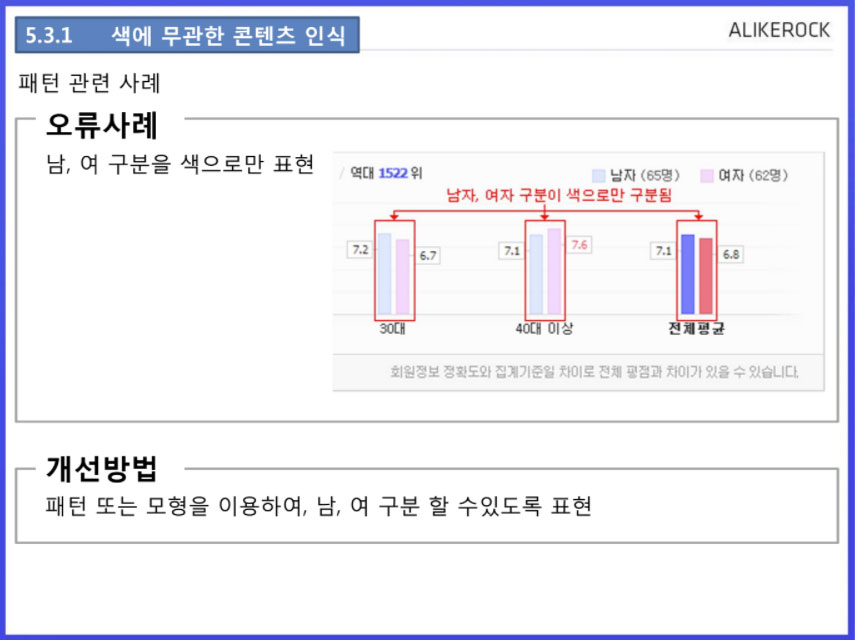 5.3.1 색에 무관한 콘텐츠 인식
ALIKEROCK
패턴 관련 사례
오류사례
남, 여 구분을 색으로만 표현
/ 역대 1522 위
남자 (65명) 여자 (62명)
남자, 여자 구분이 색으로만 구분됨
7.2 6.7 7.1 7.6 7.1 6.8
30대 40대 이상 전체평균
회원정보 정확도와 집계기준일 차이로 전체 평점과 차이가 있을 수 있습니다.
개선방법
패턴 또는 모형을 이용하여, 남, 여 구분 할 수있도록 표현